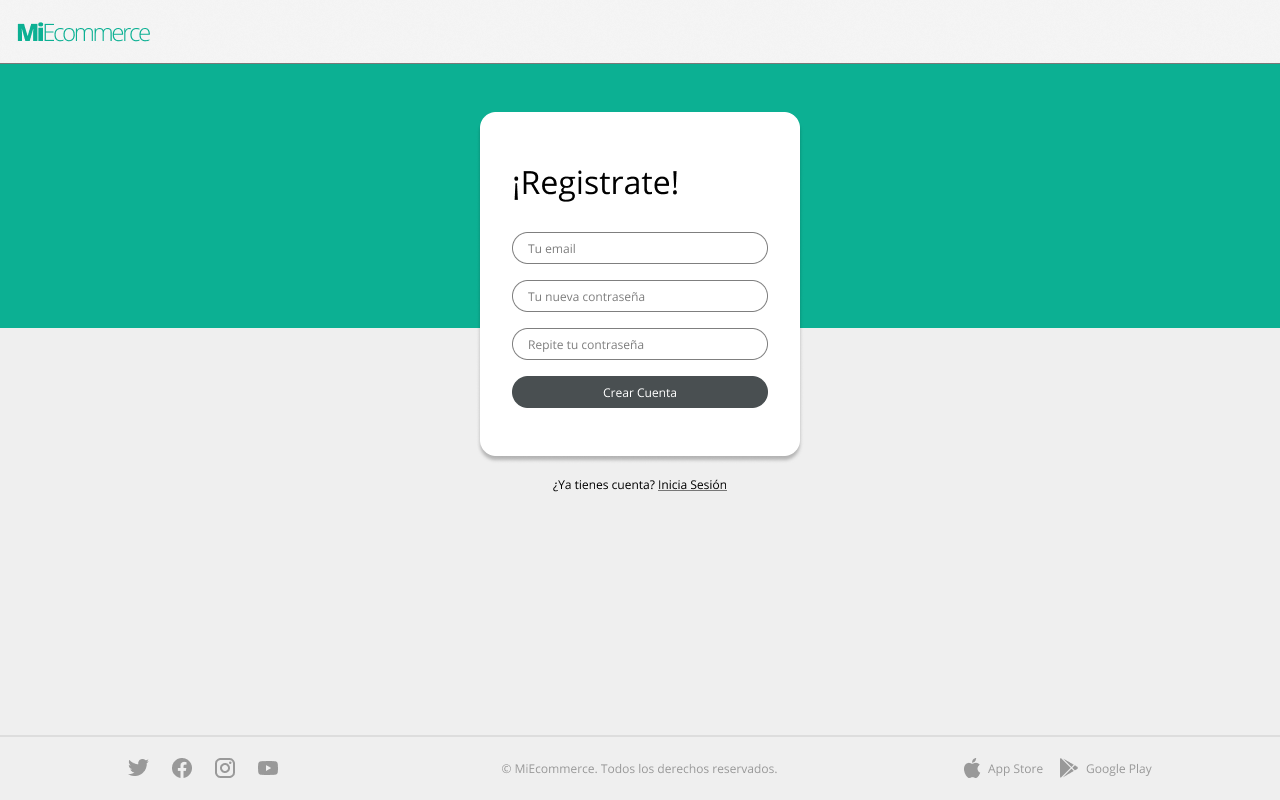 MiEcommerce
¡Registrate!
Tu email
Tu nueva contraseña
Repite tu contraseña
Crear Cuenta
¿Ya tienes cuenta? Inicia Sesión
© MiEcommerce. Todos los derechos reservados.
App Store
Google Play